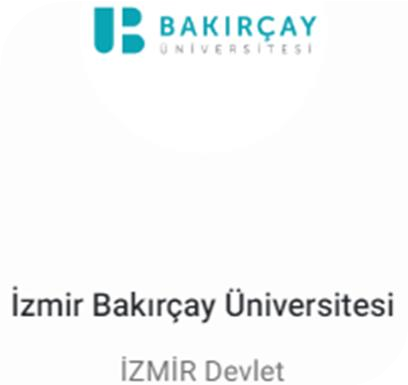 BAKIRÇAY
ÜNİVERSİTESİ
İzmir Bakırçay Üniversitesi
İZMİR Devlet